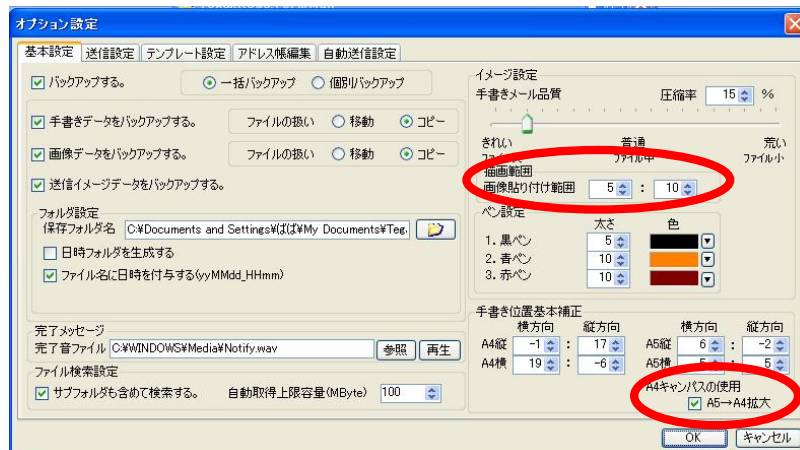 オプション設定
基本設定 送信設定 テンプレート設定 アドレス帳編集 自動送信設定
バックアップする。 一括バックアップ 個別バックアップ
手書きデータをバックアップする。 ファイルの扱い 移動 コピー
画像データをバックアップする。 ファイルの扱い 移動 コピー
送信イメージデータをバックアップする。
フォルダ設定
保存フォルダ名 C:¥Documents and Settings¥ばば¥My Documents¥Teg.
日時フォルダを生成する
ファイル名に日時を付与する(yyMMdd_HHmm)
完了メッセージ
完了音ファイル C:¥WINDOWS¥Media¥Notify.wav 参照 再生
ファイル検索設定
サブフォルダも含めて検索する。 自動取得上限容量(MByte) 100
イメージ設定
手書きメール品質 圧縮率 15 %
きれい 普通 荒い
ファイル中 ファイル小
描画範囲
画像貼り付け範囲 5 : 10
ペン設定
太さ 色
1. 黒ペン 5
2. 青ペン 10
3. 赤ペン 10
手書き位置基本補正
横方向 縦方向 横方向 縦方向
A4縦 -1 : 17 A5縦 6 : -2
A4横 19 : -6 A5横 5 : 5
A4キャンパスの使用
A5→A4拡大
OK キャンセル